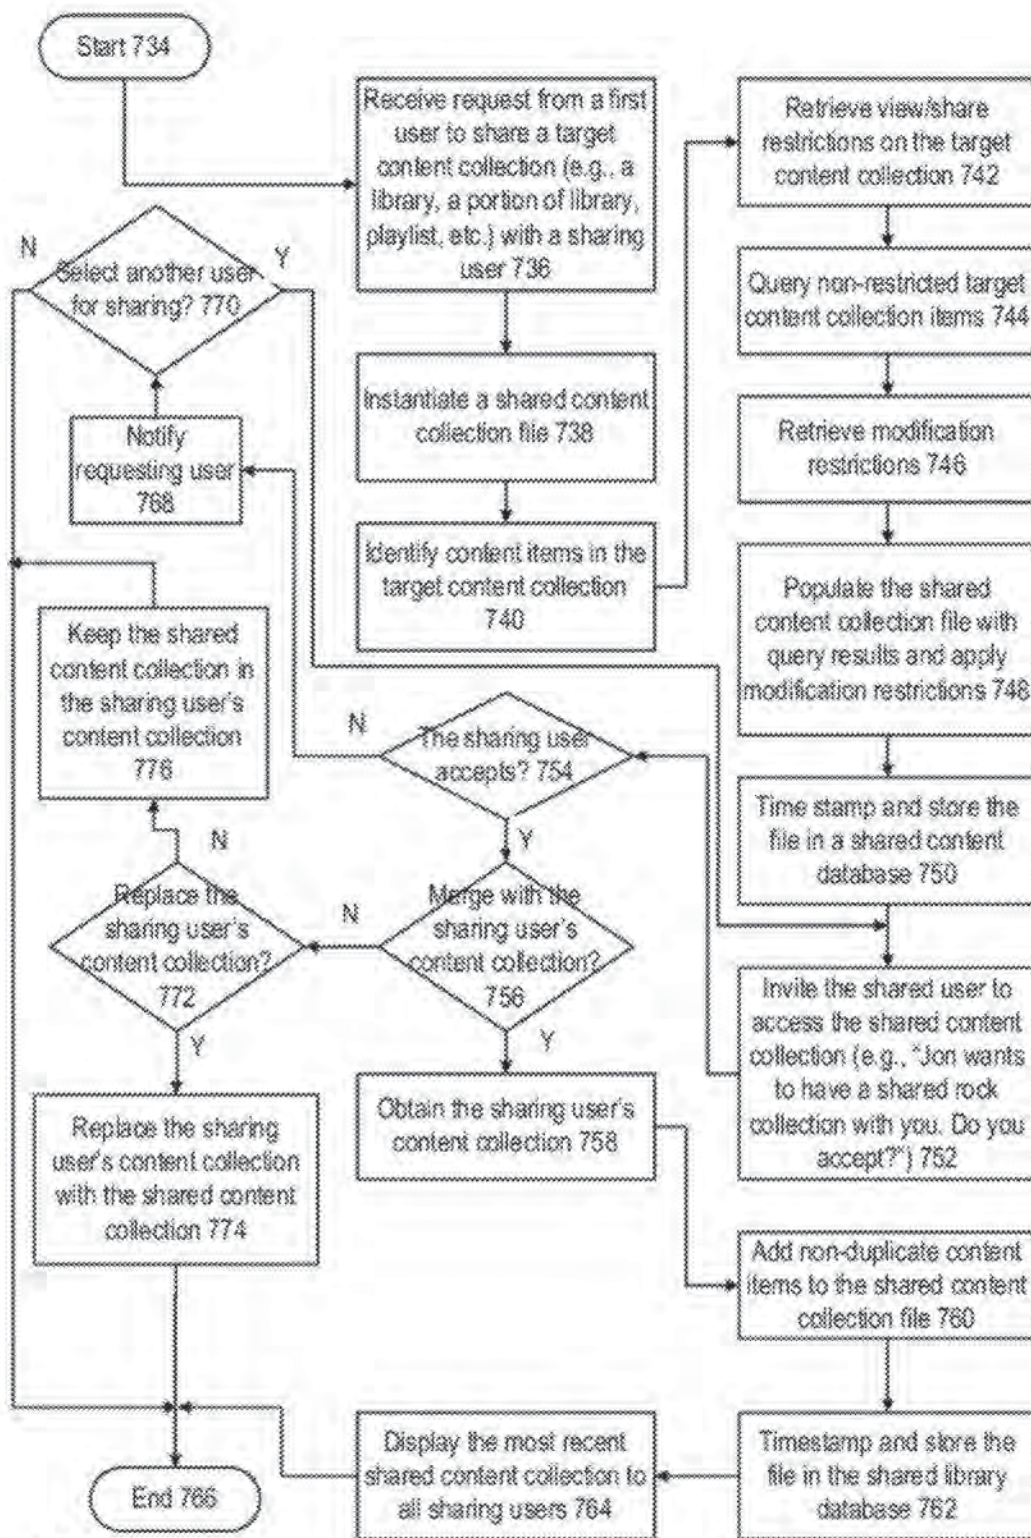 Start 734
Receive request from a first
user to share a target
content collection (e.g., a
library, a portion of library,
playlist, etc.) with a sharing
user 736
Instantiate a shared content
collection file 738
Identify content items in the
target content collection
740
Retrieve view/share
restrictions on the target
content collection 742
Query non-restricted target
content collection items 744
Retrieve modification
restrictions 746
Populate the shared
content collection file with
query results and apply
modification restrictions 748
Time stamp and store the
file in a shared content
database 750
Invite the shared user to
access the shared content
collection (e.g., "Jon wants
to have a shared rock
collection with you. Do you
accept?") 752
The sharing user
accepts? 754
N
Y
Merge with the
sharing user's
content collection?
756
N
Y
Obtain the sharing user's
content collection 758
Add non-duplicate content
items to the shared content
collection file 760
Timestamp and store the
file in the shared library
database 762
Display the most recent
shared content collection to
all sharing users 764
End 766
Notify
requesting user
768
Select another user
for sharing? 770
N
Y
Replace the
sharing user's
content collection?
772
N
Y
Replace the sharing
user's content collection
with the shared content
collection 774
Keep the shared
content collection in
the sharing user's
content collection
776